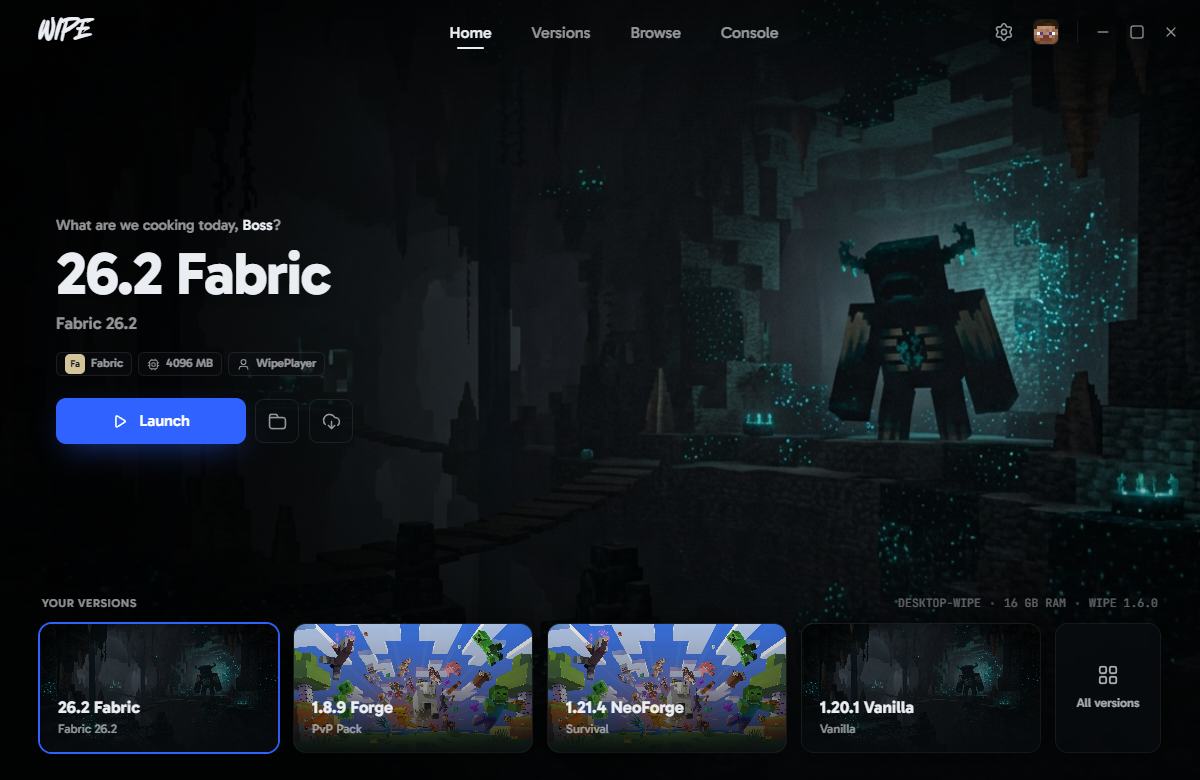 WIPE
Home Versions Browse Console
What are we cooking today, Boss?
26.2 Fabric
Fabric 26.2
Fa Fabric 4096 MB WipePlayer
Launch
YOUR VERSIONS
DESKTOP-WIPE · 16 GB RAM · WIPE 1.6.0
26.2 Fabric
Fabric 26.2
1.8.9 Forge
PvP Pack
1.21.4 NeoForge
Survival
1.20.1 Vanilla
Vanilla
All versions